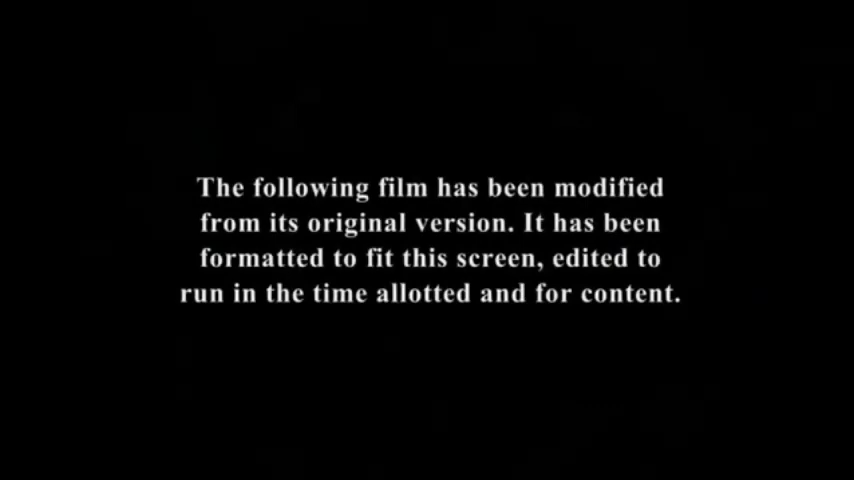 The following film has been modified
from its original version. It has been
formatted to fit this screen, edited to
run in the time allotted and for content.